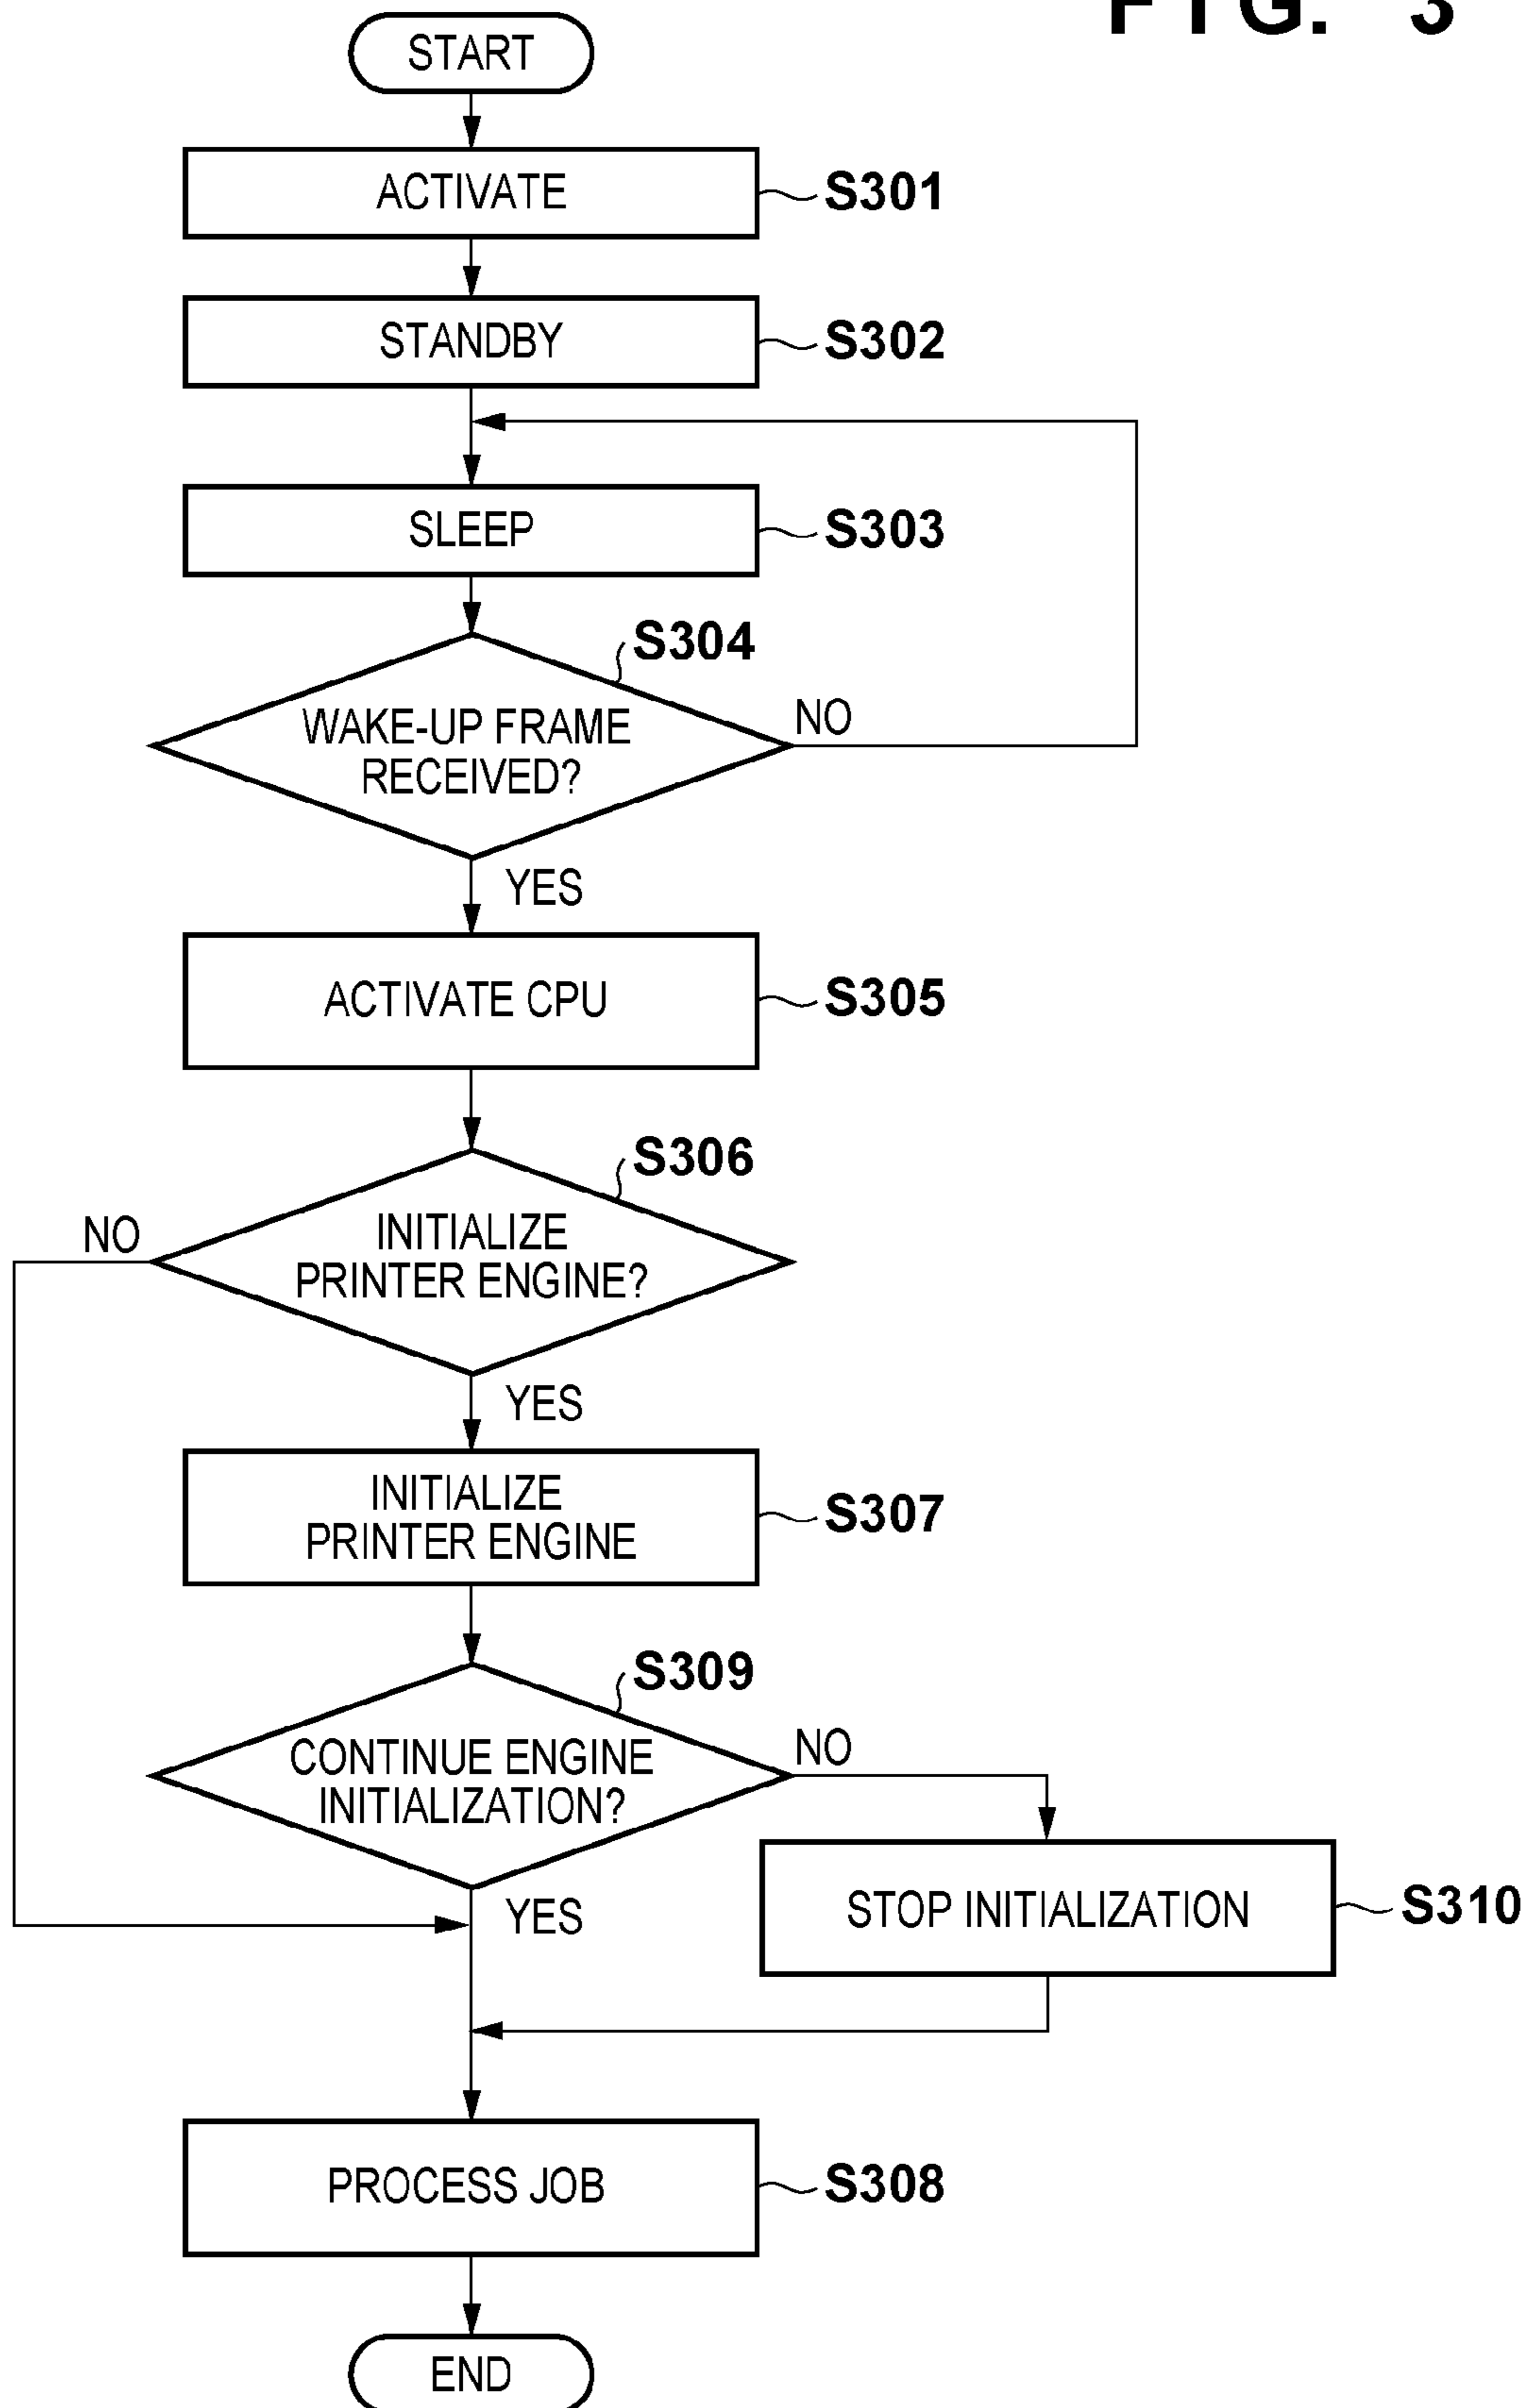 FIG. 3
START
ACTIVATE
S301
STANDBY
S302
SLEEP
S303
S304
WAKE-UP FRAME
RECEIVED?
NO
YES
ACTIVATE CPU
S305
S306
NO
INITIALIZE
PRINTER ENGINE?
YES
INITIALIZE
PRINTER ENGINE
S307
S309
CONTINUE ENGINE
INITIALIZATION?
NO
YES
STOP INITIALIZATION
S310
PROCESS JOB
S308
END